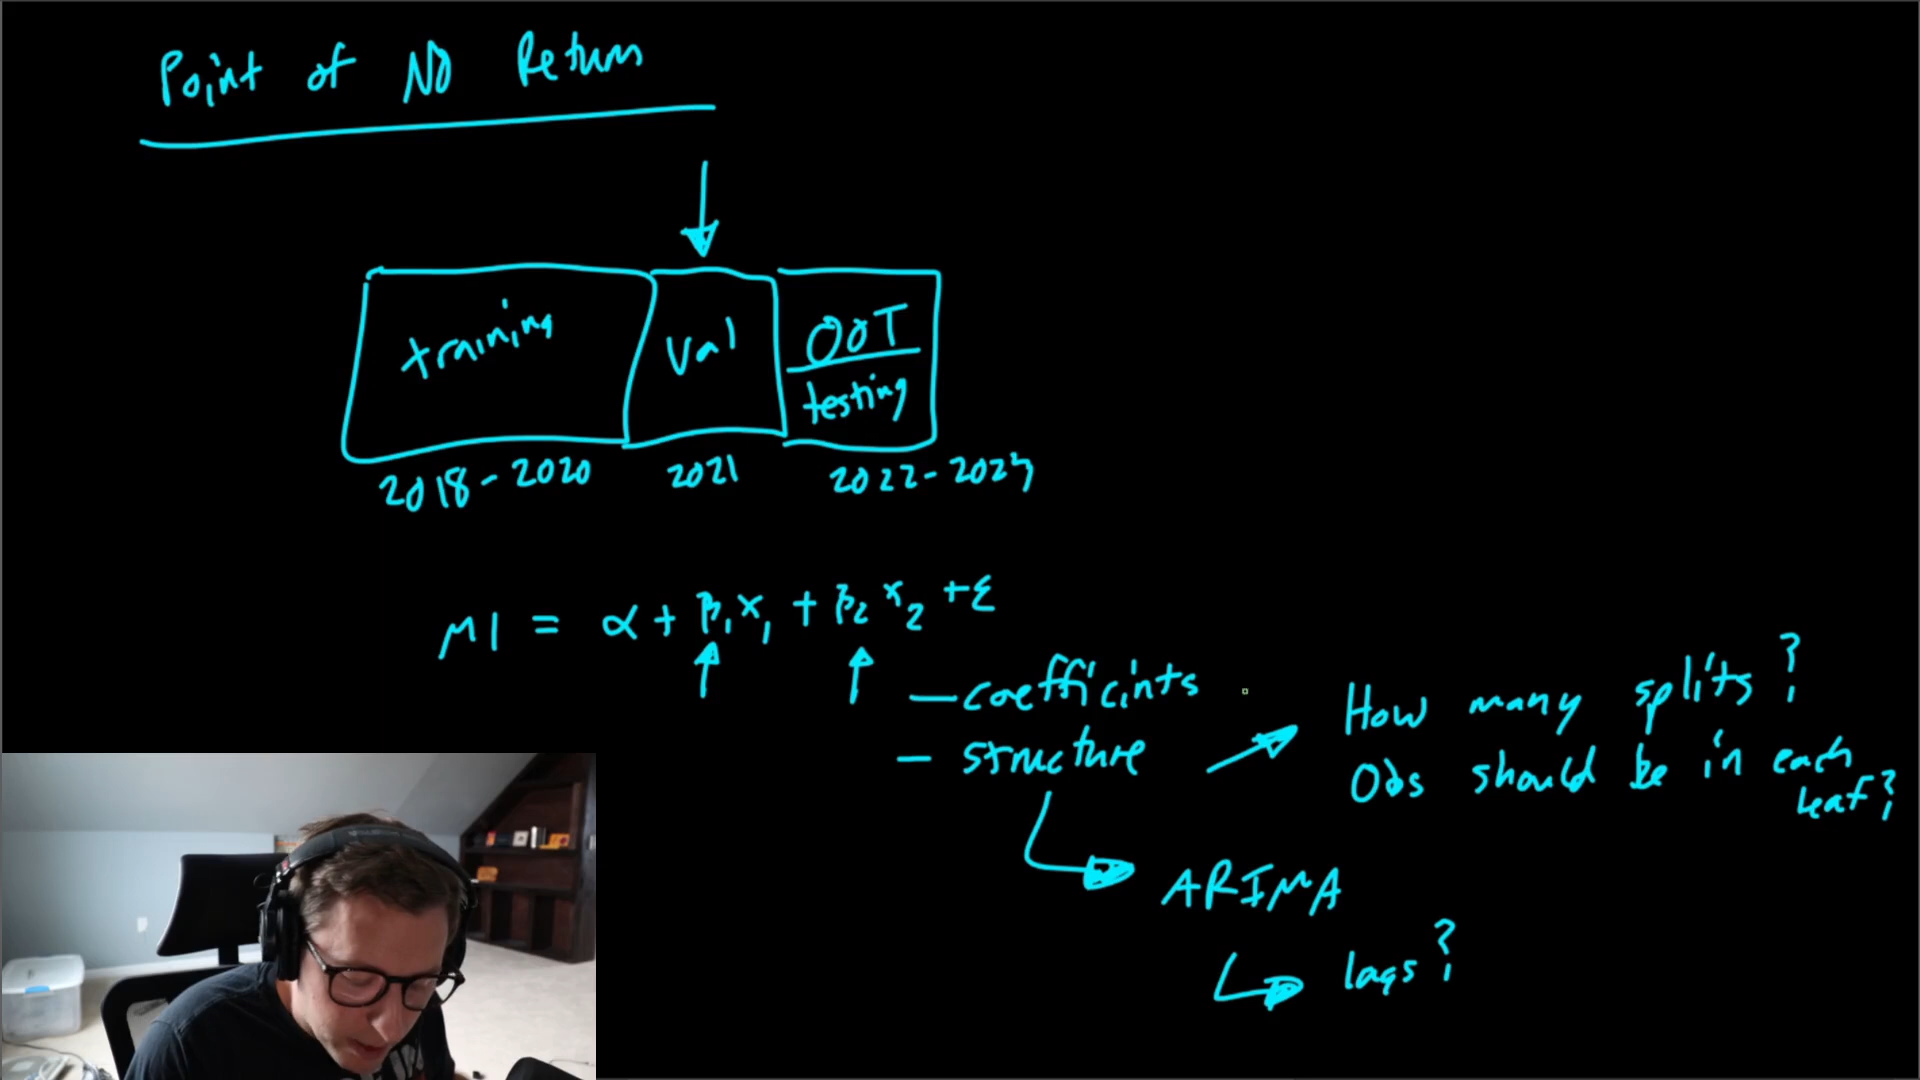 Point of No Return
training
val
OOT
testing
2018-2020
2021
2022-2023
M1 = α + β₁x₁ + β₂x₂ + ε
- coefficints
- structure
How many splits?
Obs should be in each
leaf?
ARIMA
lags?